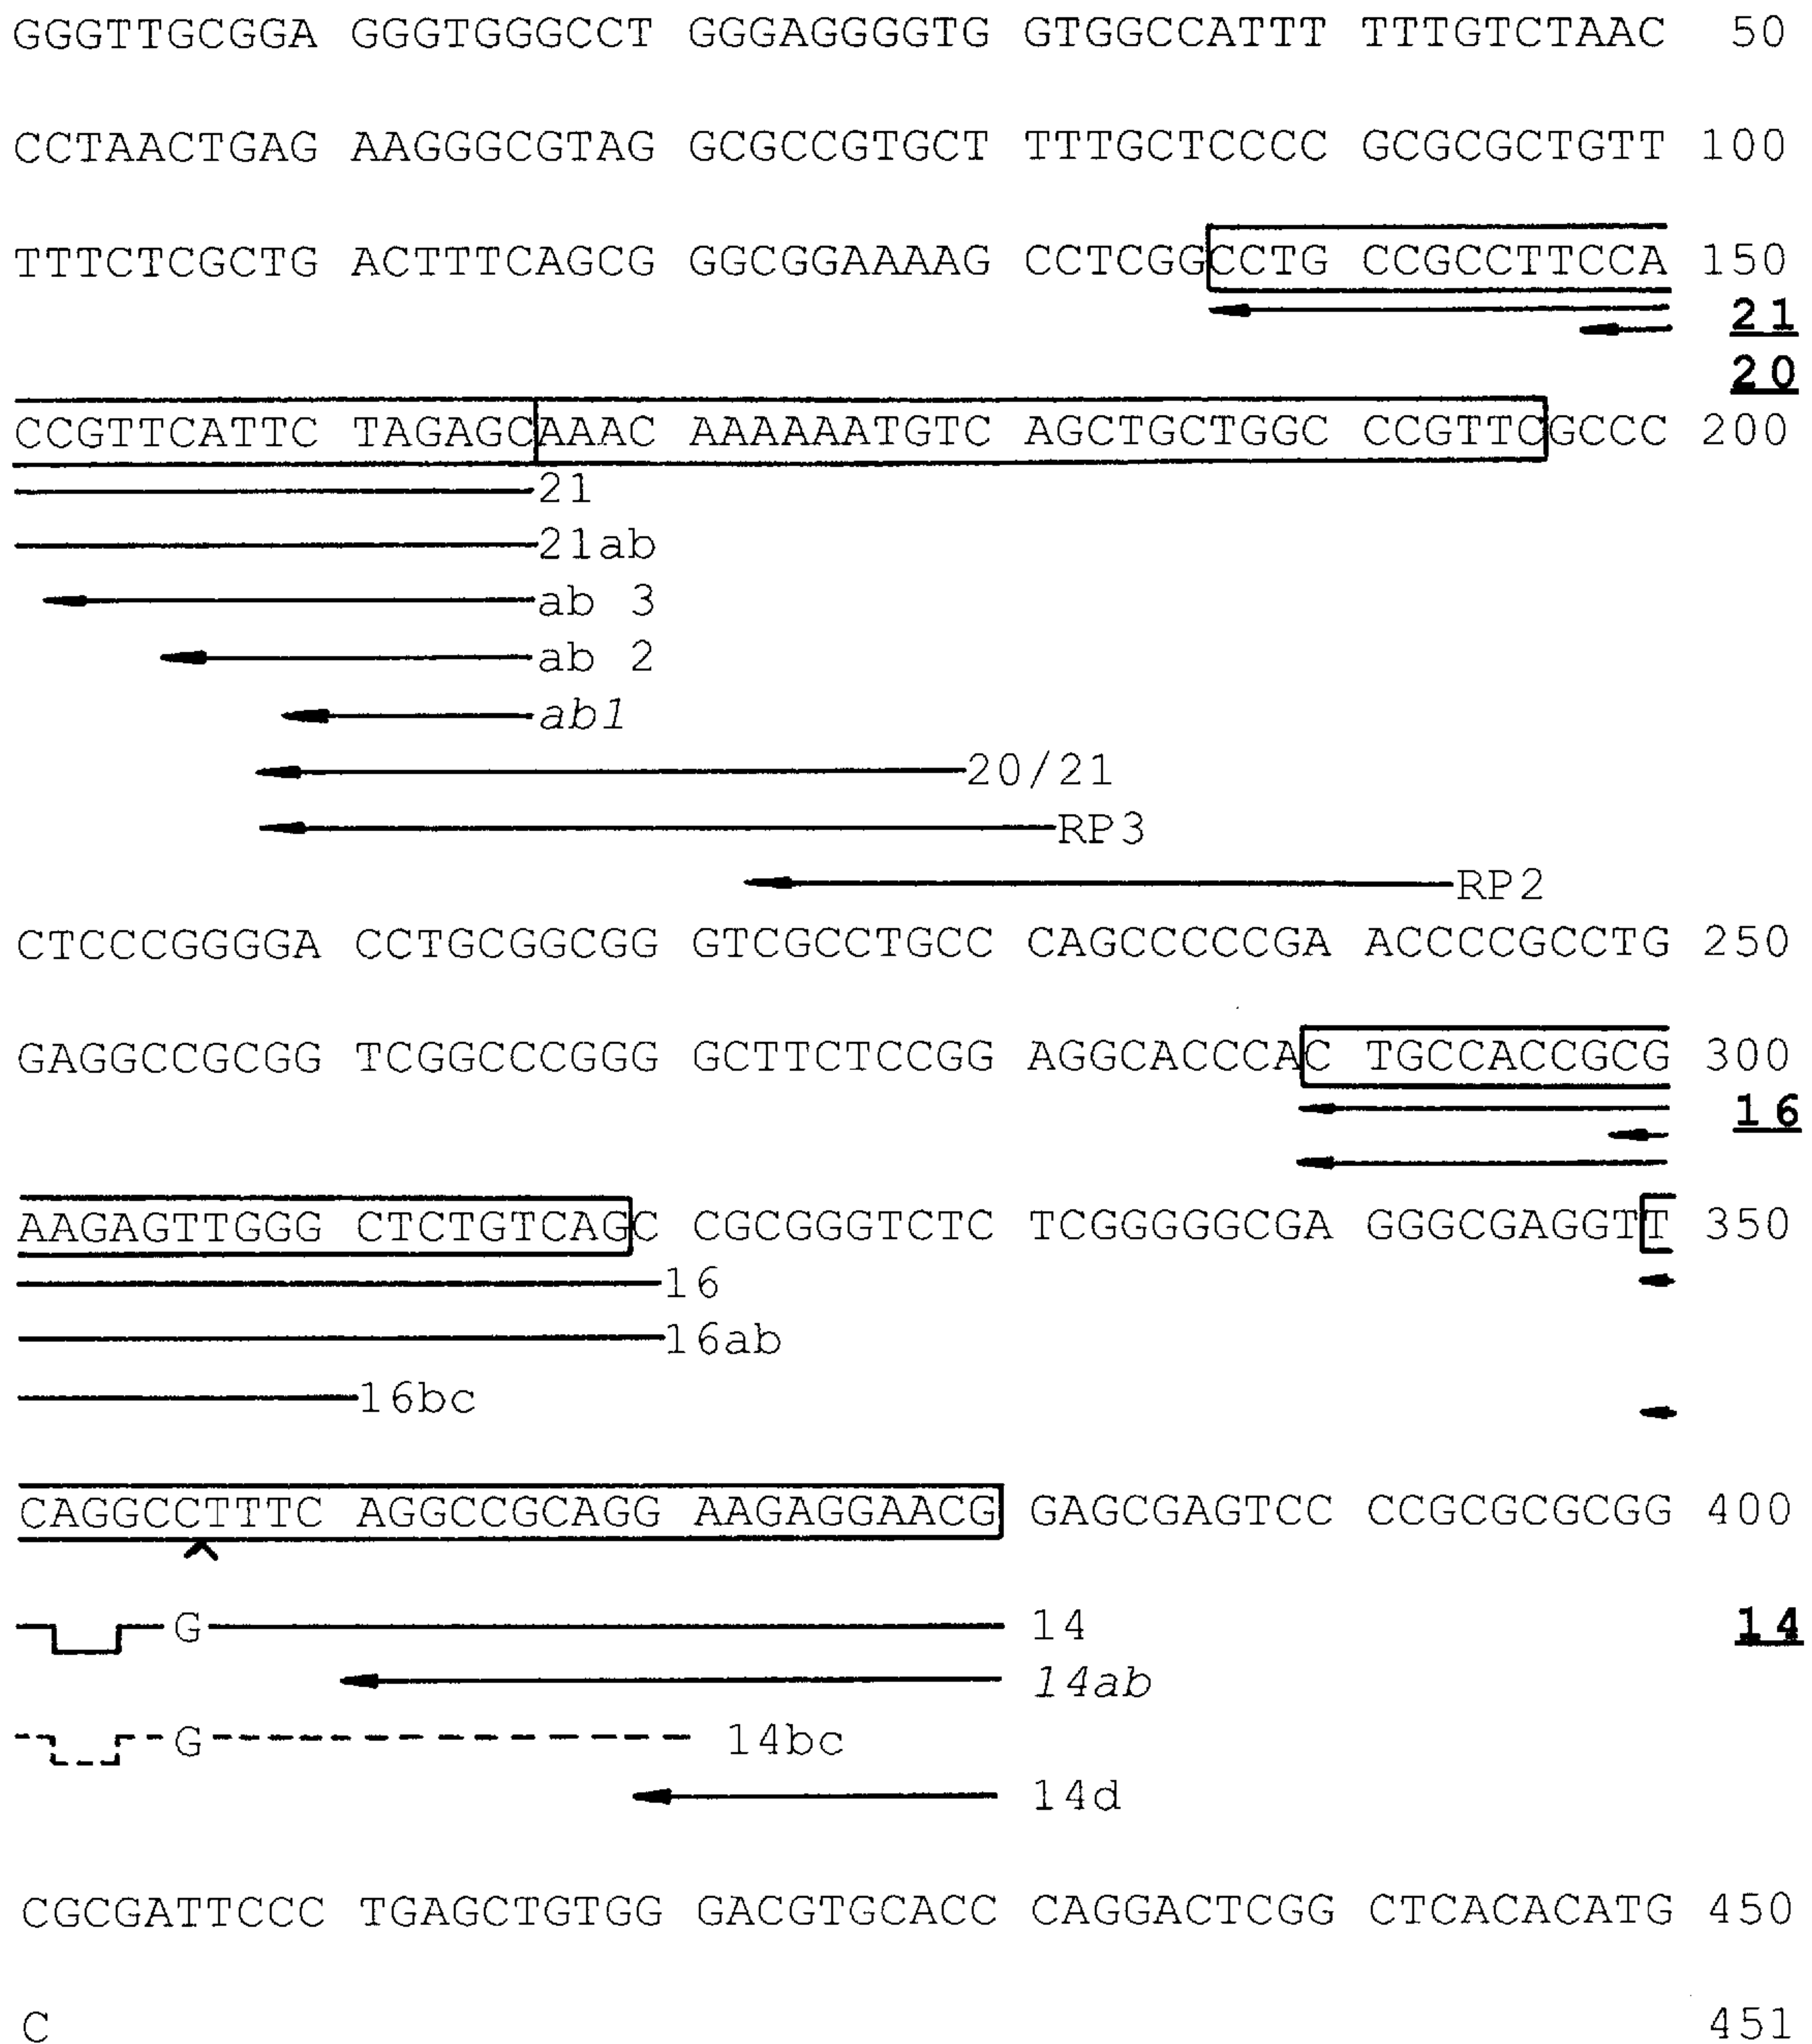 GGGTTGCGGA GGGTGGGCCT GGGAGGGGTG GTGGCCATTT TTTGTCTAAC 50
CCTAACTGAG AAGGGCGTAG GCGCCGTGCT TTTGCTCCCC GCGCGCTGTT 100
TTTCTCGCTG ACTTTCAGCG GGCGGAAAAG CCTCGGCCTG CCGCCTTCCA 150
21
20
CCGTTCATTC TAGAGCAAAC AAAAAATGTC AGCTGCTGGC CCGTTCGCCC 200
21
21ab
ab 3
ab 2
ab1
20/21
RP3
RP2
CTCCCGGGGA CCTGCGGCGG GTCGCCTGCC CAGCCCCCGA ACCCCGCCTG 250
GAGGCCGCGG TCGGCCCGGG GCTTCTCCGG AGGCACCCAC TGCCACCGCG 300
16
AAGAGTTGGG CTCTGTCAGC CGCGGGTCTC TCGGGGGCGA GGGCGAGGTT 350
16
16ab
16bc
CAGGCCTTTC AGGCCGCAGG AAGAGGAACG GAGCGAGTCC CCGCGCGCGG 400
G 14 14
14ab
G 14bc
14d
CGCGATTCCC TGAGCTGTGG GACGTGCACC CAGGACTCGG CTCACACATG 450
C 451